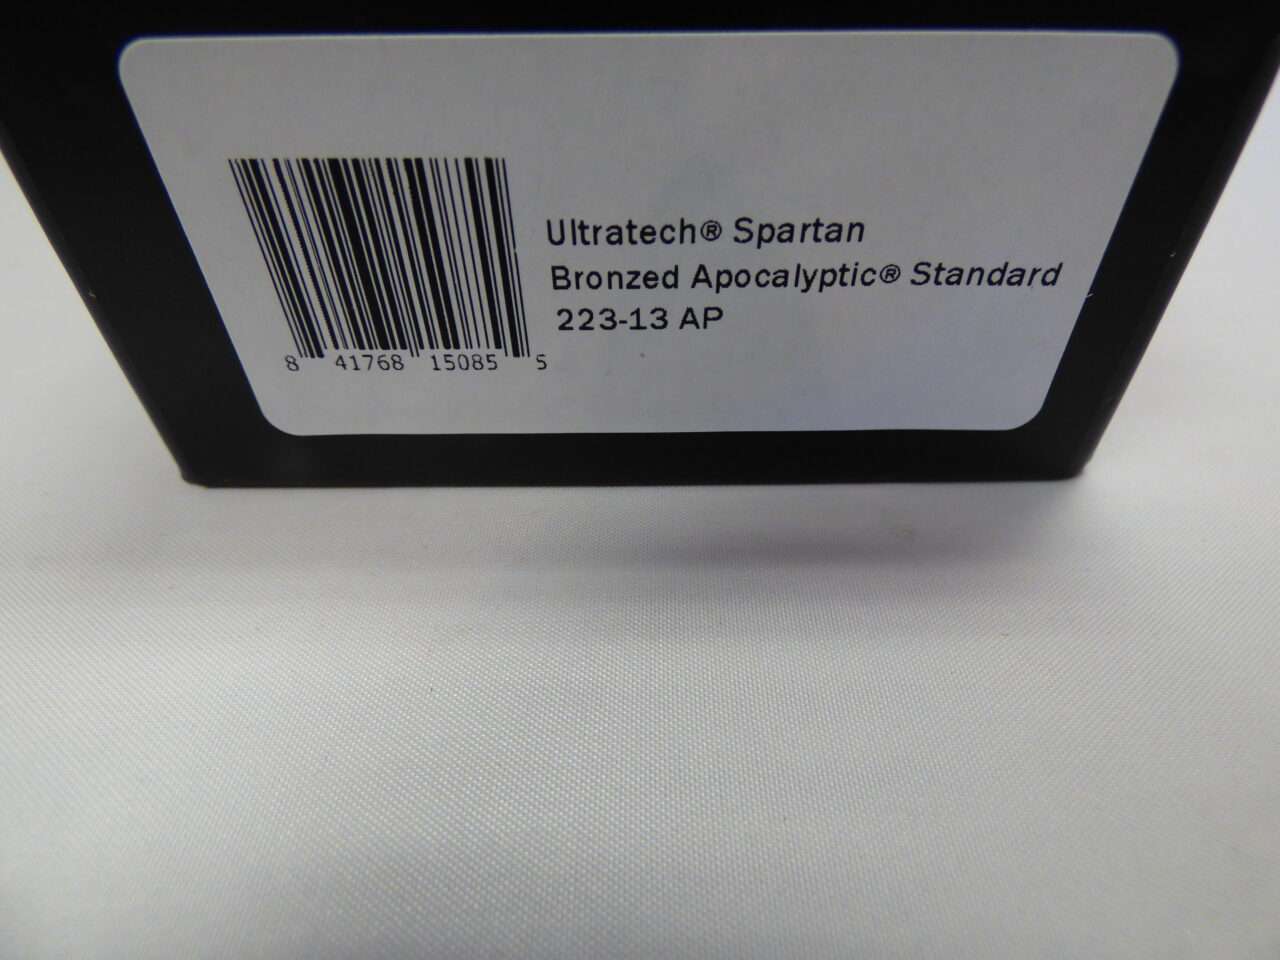 Ultratech® Spartan
Bronzed Apocalyptic® Standard
223-13 AP
8 41768 15085 5